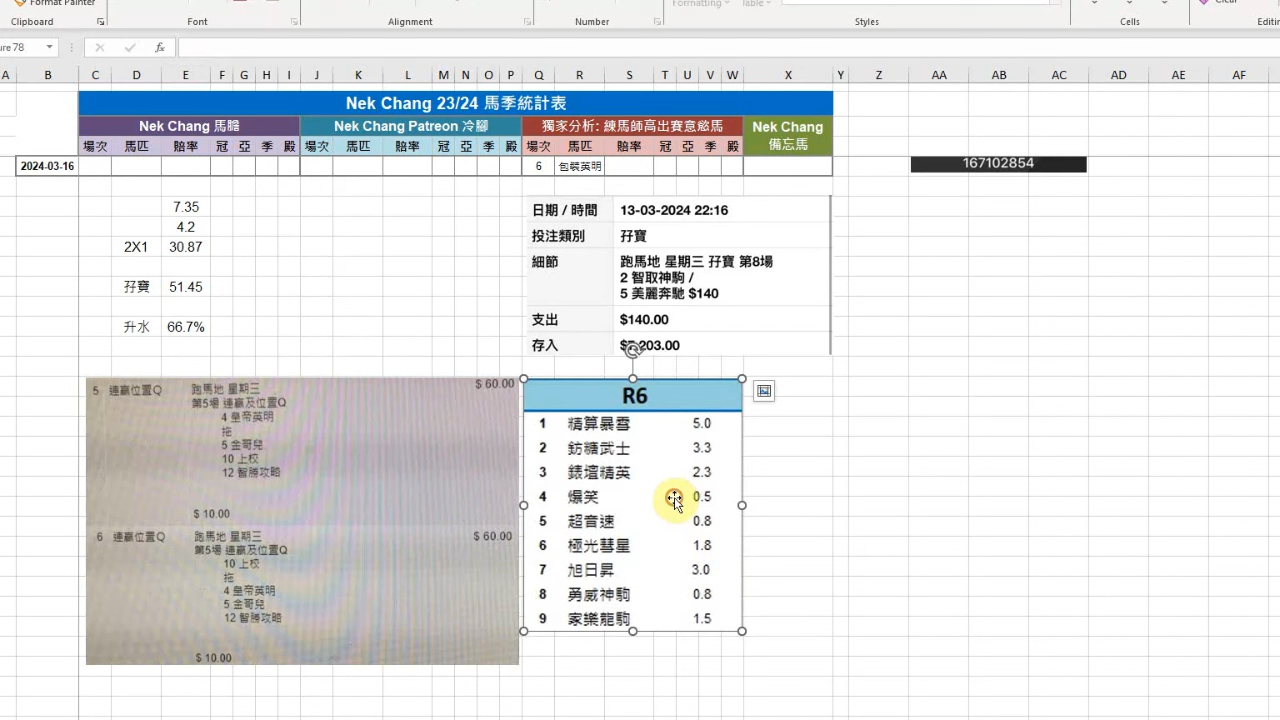 Format Painter
Formatting
Table
Clear
Clipboard
Font
Alignment
Number
Styles
Cells
ure 78
fx
A B C D E F G H I J K L M N O P Q R S T U V W X Y Z AA AB AC AD AE AF
Nek Chang 23/24 馬季統計表
Nek Chang 馬膽
Nek Chang Patreon 冷腳
獨家分析: 練馬師高出賽意慾馬
Nek Chang
備忘馬
場次 馬匹 賠率 冠 亞 季 殿 場次 馬匹 賠率 冠 亞 季 殿 場次 馬匹 賠率 冠 亞 季 殿
2024-03-16 6 包裝英明
167102854
7.35
4.2
2X1 30.87
孖寶 51.45
升水 66.7%
日期 / 時間 13-03-2024 22:16
投注類別 孖寶
細節 跑馬地 星期三 孖寶 第8場
2 智取神駒 /
5 美麗奔馳 $140
支出 $140.00
存入 203.00
5 連贏位置Q 跑馬地 星期三 $ 60.00
第5場 連贏及位置Q
4 皇帝英明
拖
5 金哥兒
10 上校
12 智勝攻略
$ 10.00
6 連贏位置Q 跑馬地 星期三 $ 60.00
第5場 連贏及位置Q
10 上校
拖
4 皇帝英明
5 金哥兒
12 智勝攻略
$ 10.00
R6
1 精算暴雪 5.0
2 鈁糖武士 3.3
3 錶壇精英 2.3
4 爆笑 0.5
5 超音速 0.8
6 極光彗星 1.8
7 旭日昇 3.0
8 勇威神駒 0.8
9 家樂龍駒 1.5